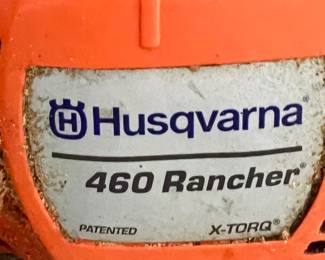 Husqvarna®
460 Rancher®
PATENTED X-TORQ®